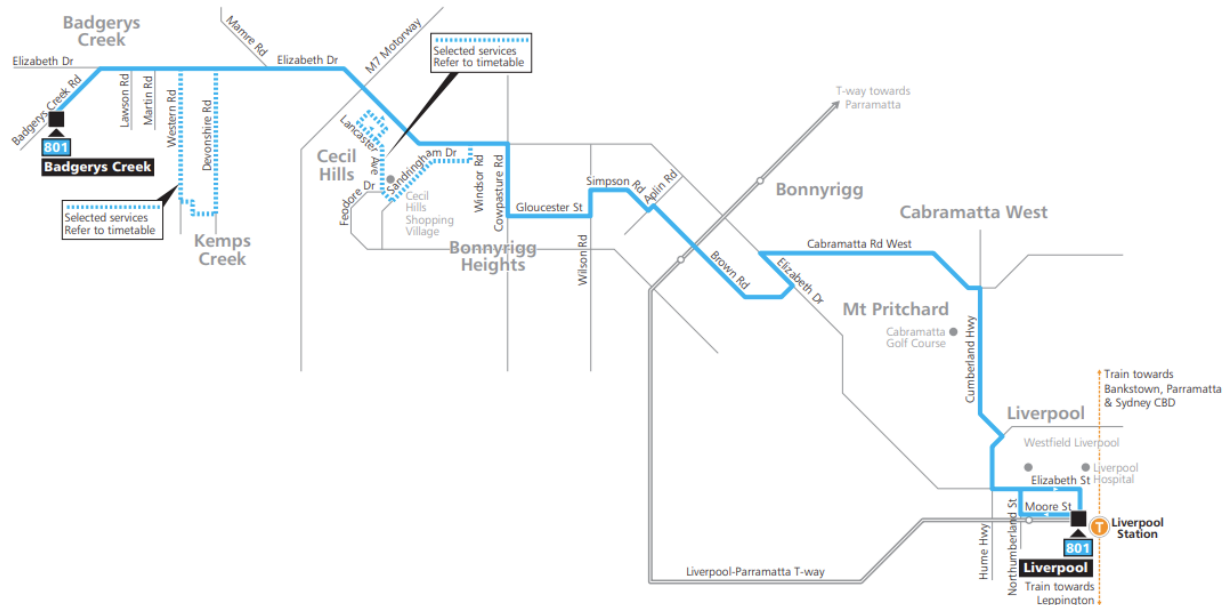 Badgerys
Creek
Elizabeth Dr
Mamre Rd
Elizabeth Dr
M7 Motorway
Selected services
Refer to timetable
Badgerys Creek Rd
Lawson Rd
Martin Rd
Western Rd
Devonshire Rd
801
Badgerys Creek
Selected services
Refer to timetable
Kemps
Creek
Cecil
Hills
Lancaster Ave
Sandringham Dr
Feodore Dr
Cecil
Hills
Shopping
Village
Windsor Rd
Cowpasture Rd
Bonnyrigg
Heights
Gloucester St
Wilson Rd
Simpson Rd
Aplin Rd
T-way towards
Parramatta
Bonnyrigg
Brown Rd
Elizabeth Dr
Cabramatta West
Cabramatta Rd West
Mt Pritchard
Cabramatta
Golf Course
Cumberland Hwy
Train towards
Bankstown, Parramatta
& Sydney CBD
Liverpool
Westfield Liverpool
Liverpool
Hospital
Elizabeth St
Moore St
Hume Hwy
Northumberland St
T
Liverpool
Station
801
Liverpool
Liverpool-Parramatta T-way
Train towards
Leppington